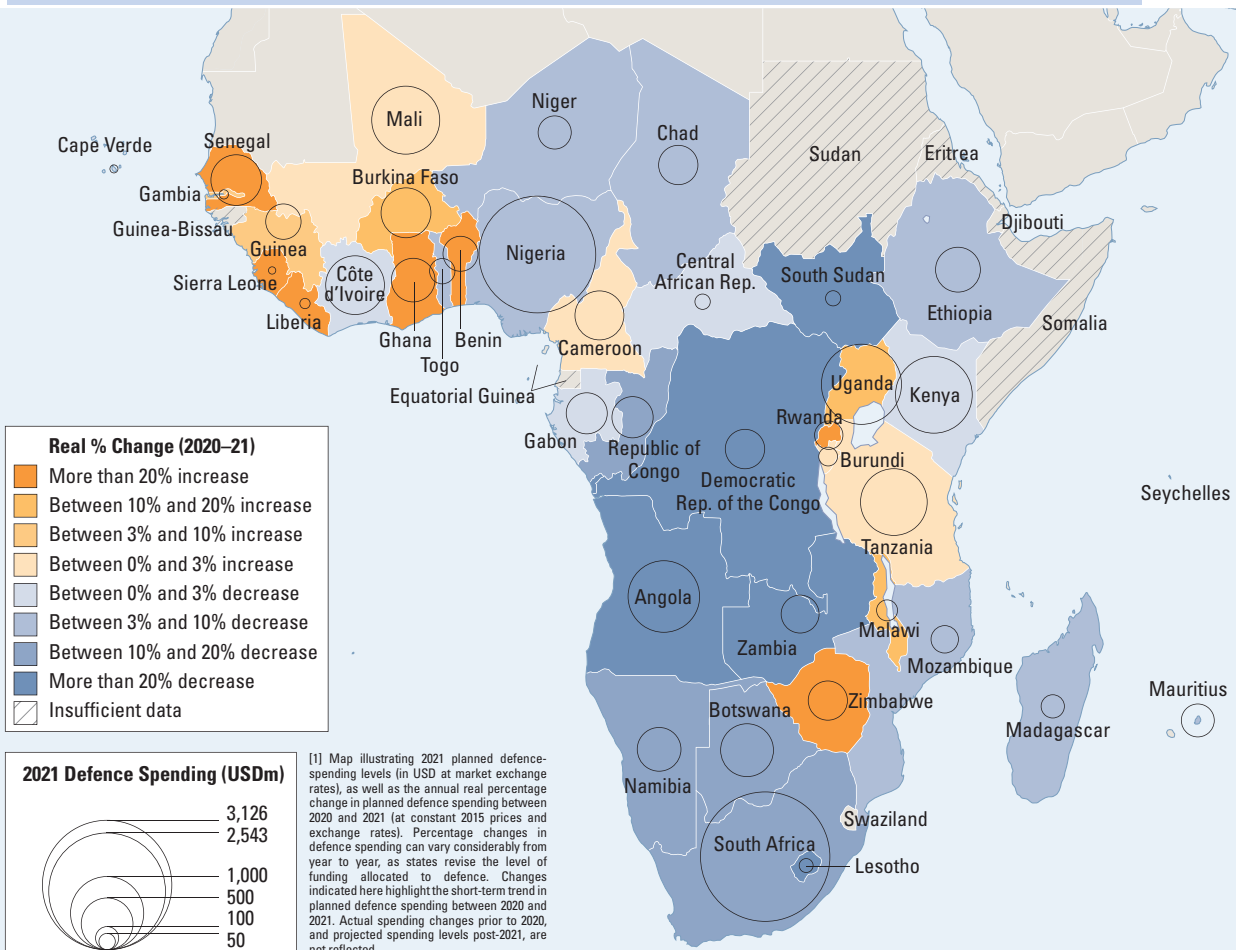 Cape Verde
Senegal
Gambia
Guinea-Bissau
Guinea
Sierra Leone
Liberia
Mali
Burkina Faso
Côte
d'Ivoire
Ghana
Togo
Benin
Niger
Nigeria
Chad
Cameroon
Equatorial Guinea
Gabon
Republic of
Congo
Central
African Rep.
Sudan
Eritrea
Djibouti
South Sudan
Ethiopia
Somalia
Uganda
Kenya
Rwanda
Burundi
Democratic
Rep. of the Congo
Tanzania
Seychelles
Angola
Zambia
Malawi
Mozambique
Zimbabwe
Botswana
Namibia
Madagascar
Mauritius
South Africa
Swaziland
Lesotho
Real % Change (2020–21)
More than 20% increase
Between 10% and 20% increase
Between 3% and 10% increase
Between 0% and 3% increase
Between 0% and 3% decrease
Between 3% and 10% decrease
Between 10% and 20% decrease
More than 20% decrease
Insufficient data
2021 Defence Spending (USDm)
3,126
2,543
1,000
500
100
50
[1] Map illustrating 2021 planned defence-
spending levels (in USD at market exchange
rates), as well as the annual real percentage
change in planned defence spending between
2020 and 2021 (at constant 2015 prices and
exchange rates). Percentage changes in
defence spending can vary considerably from
year to year, as states revise the level of
funding allocated to defence. Changes
indicated here highlight the short-term trend in
planned defence spending between 2020 and
2021. Actual spending changes prior to 2020,
and projected spending levels post-2021, are
not reflected